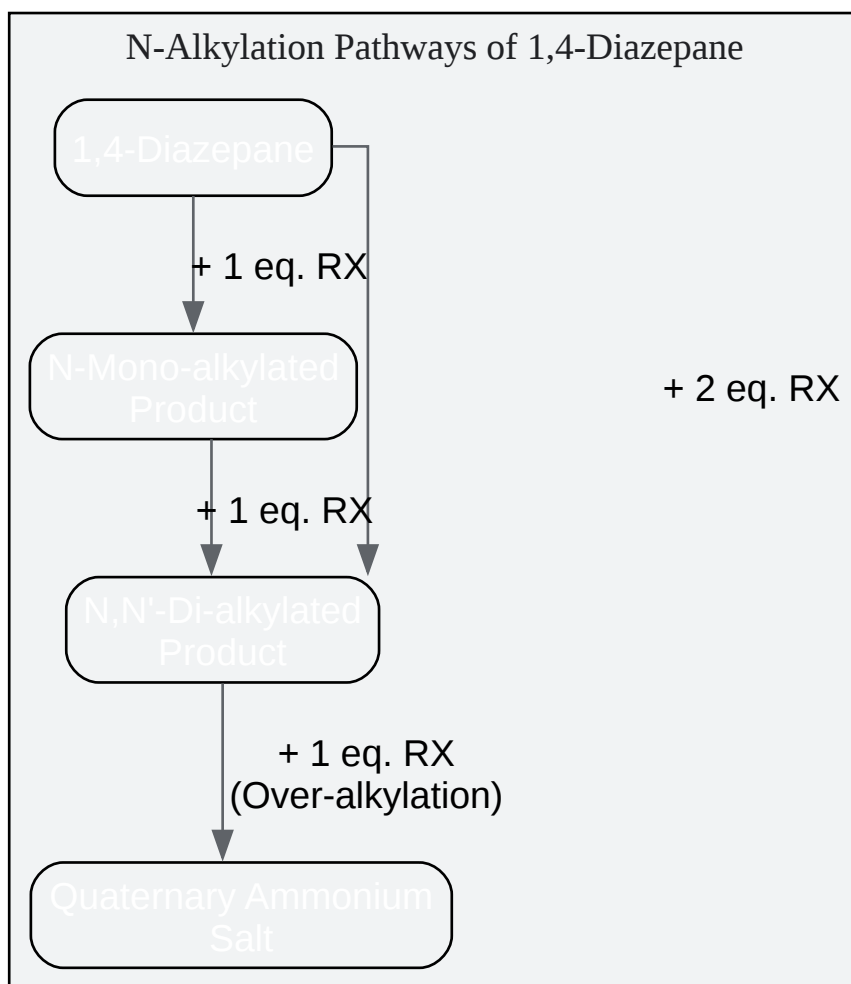 N-Alkylation Pathways of 1,4-Diazepane
1,4-Diazepane
+ 1 eq. RX
N-Mono-alkylated
Product
+ 2 eq. RX
+ 1 eq. RX
N,N'-Di-alkylated
Product
+ 1 eq. RX
(Over-alkylation)
Quaternary Ammonium
Salt